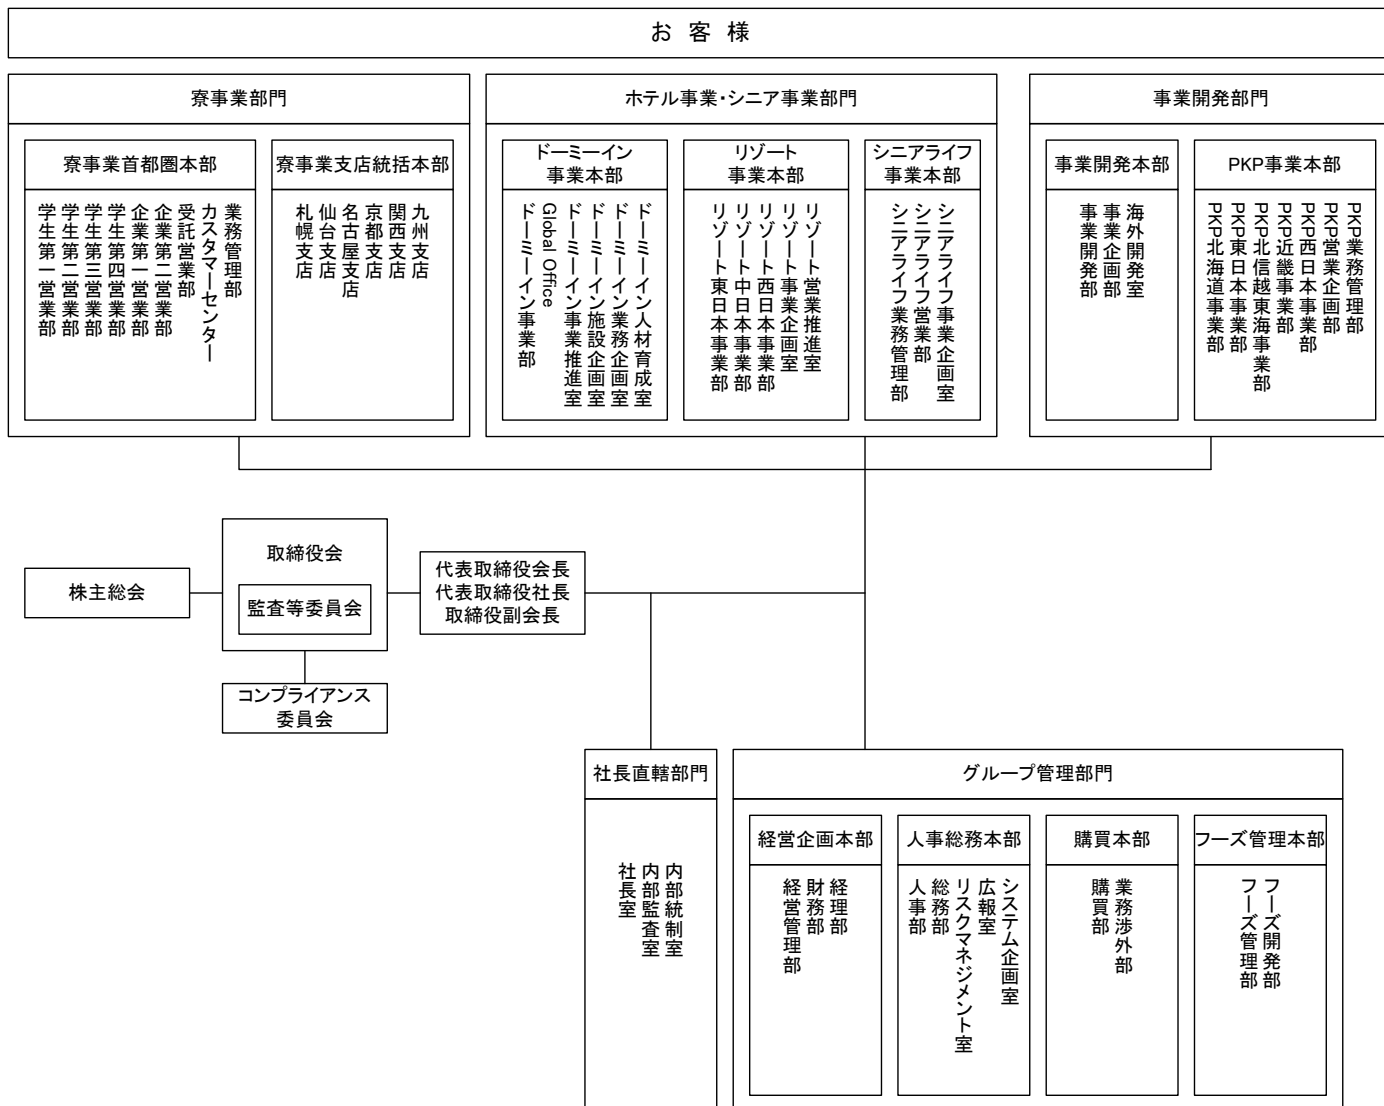 お客様
寮事業部門
寮事業首都圏本部
学生第一営業部
学生第二営業部
学生第三営業部
学生第四営業部
企業第一営業部
企業第二営業部
受託営業部
カスタマーセンター
業務管理部
寮事業支店統括本部
札幌支店
仙台支店
名古屋支店
京都支店
関西支店
九州支店
ホテル事業・シニア事業部門
ドーミーイン
事業本部
ドーミーイン事業部
Global Office
ドーミーイン事業推進室
ドーミーイン施設企画室
ドーミーイン業務企画室
ドーミーイン人材育成室
リゾート
事業本部
リゾート東日本事業部
リゾート中日本事業部
リゾート西日本事業部
リゾート事業企画室
リゾート営業推進室
シニアライフ
事業本部
シニアライフ業務管理部
シニアライフ営業部
シニアライフ事業企画室
事業開発部門
事業開発本部
事業開発部
事業企画部
海外開発室
PKP事業本部
PKP北海道事業部
PKP東日本事業部
PKP北信越東海事業部
PKP近畿事業部
PKP西日本事業部
PKP営業企画部
PKP業務管理部
株主総会
取締役会
監査等委員会
コンプライアンス
委員会
代表取締役会長
代表取締役社長
取締役副会長
社長直轄部門
社長室
内部監査室
内部統制室
グループ管理部門
経営企画本部
経営管理部
財務部
経理部
人事総務本部
人事部
総務部
リスクマネジメント室
広報室
システム企画室
購買本部
購買部
業務渉外部
フーズ管理本部
フーズ管理部
フーズ開発部